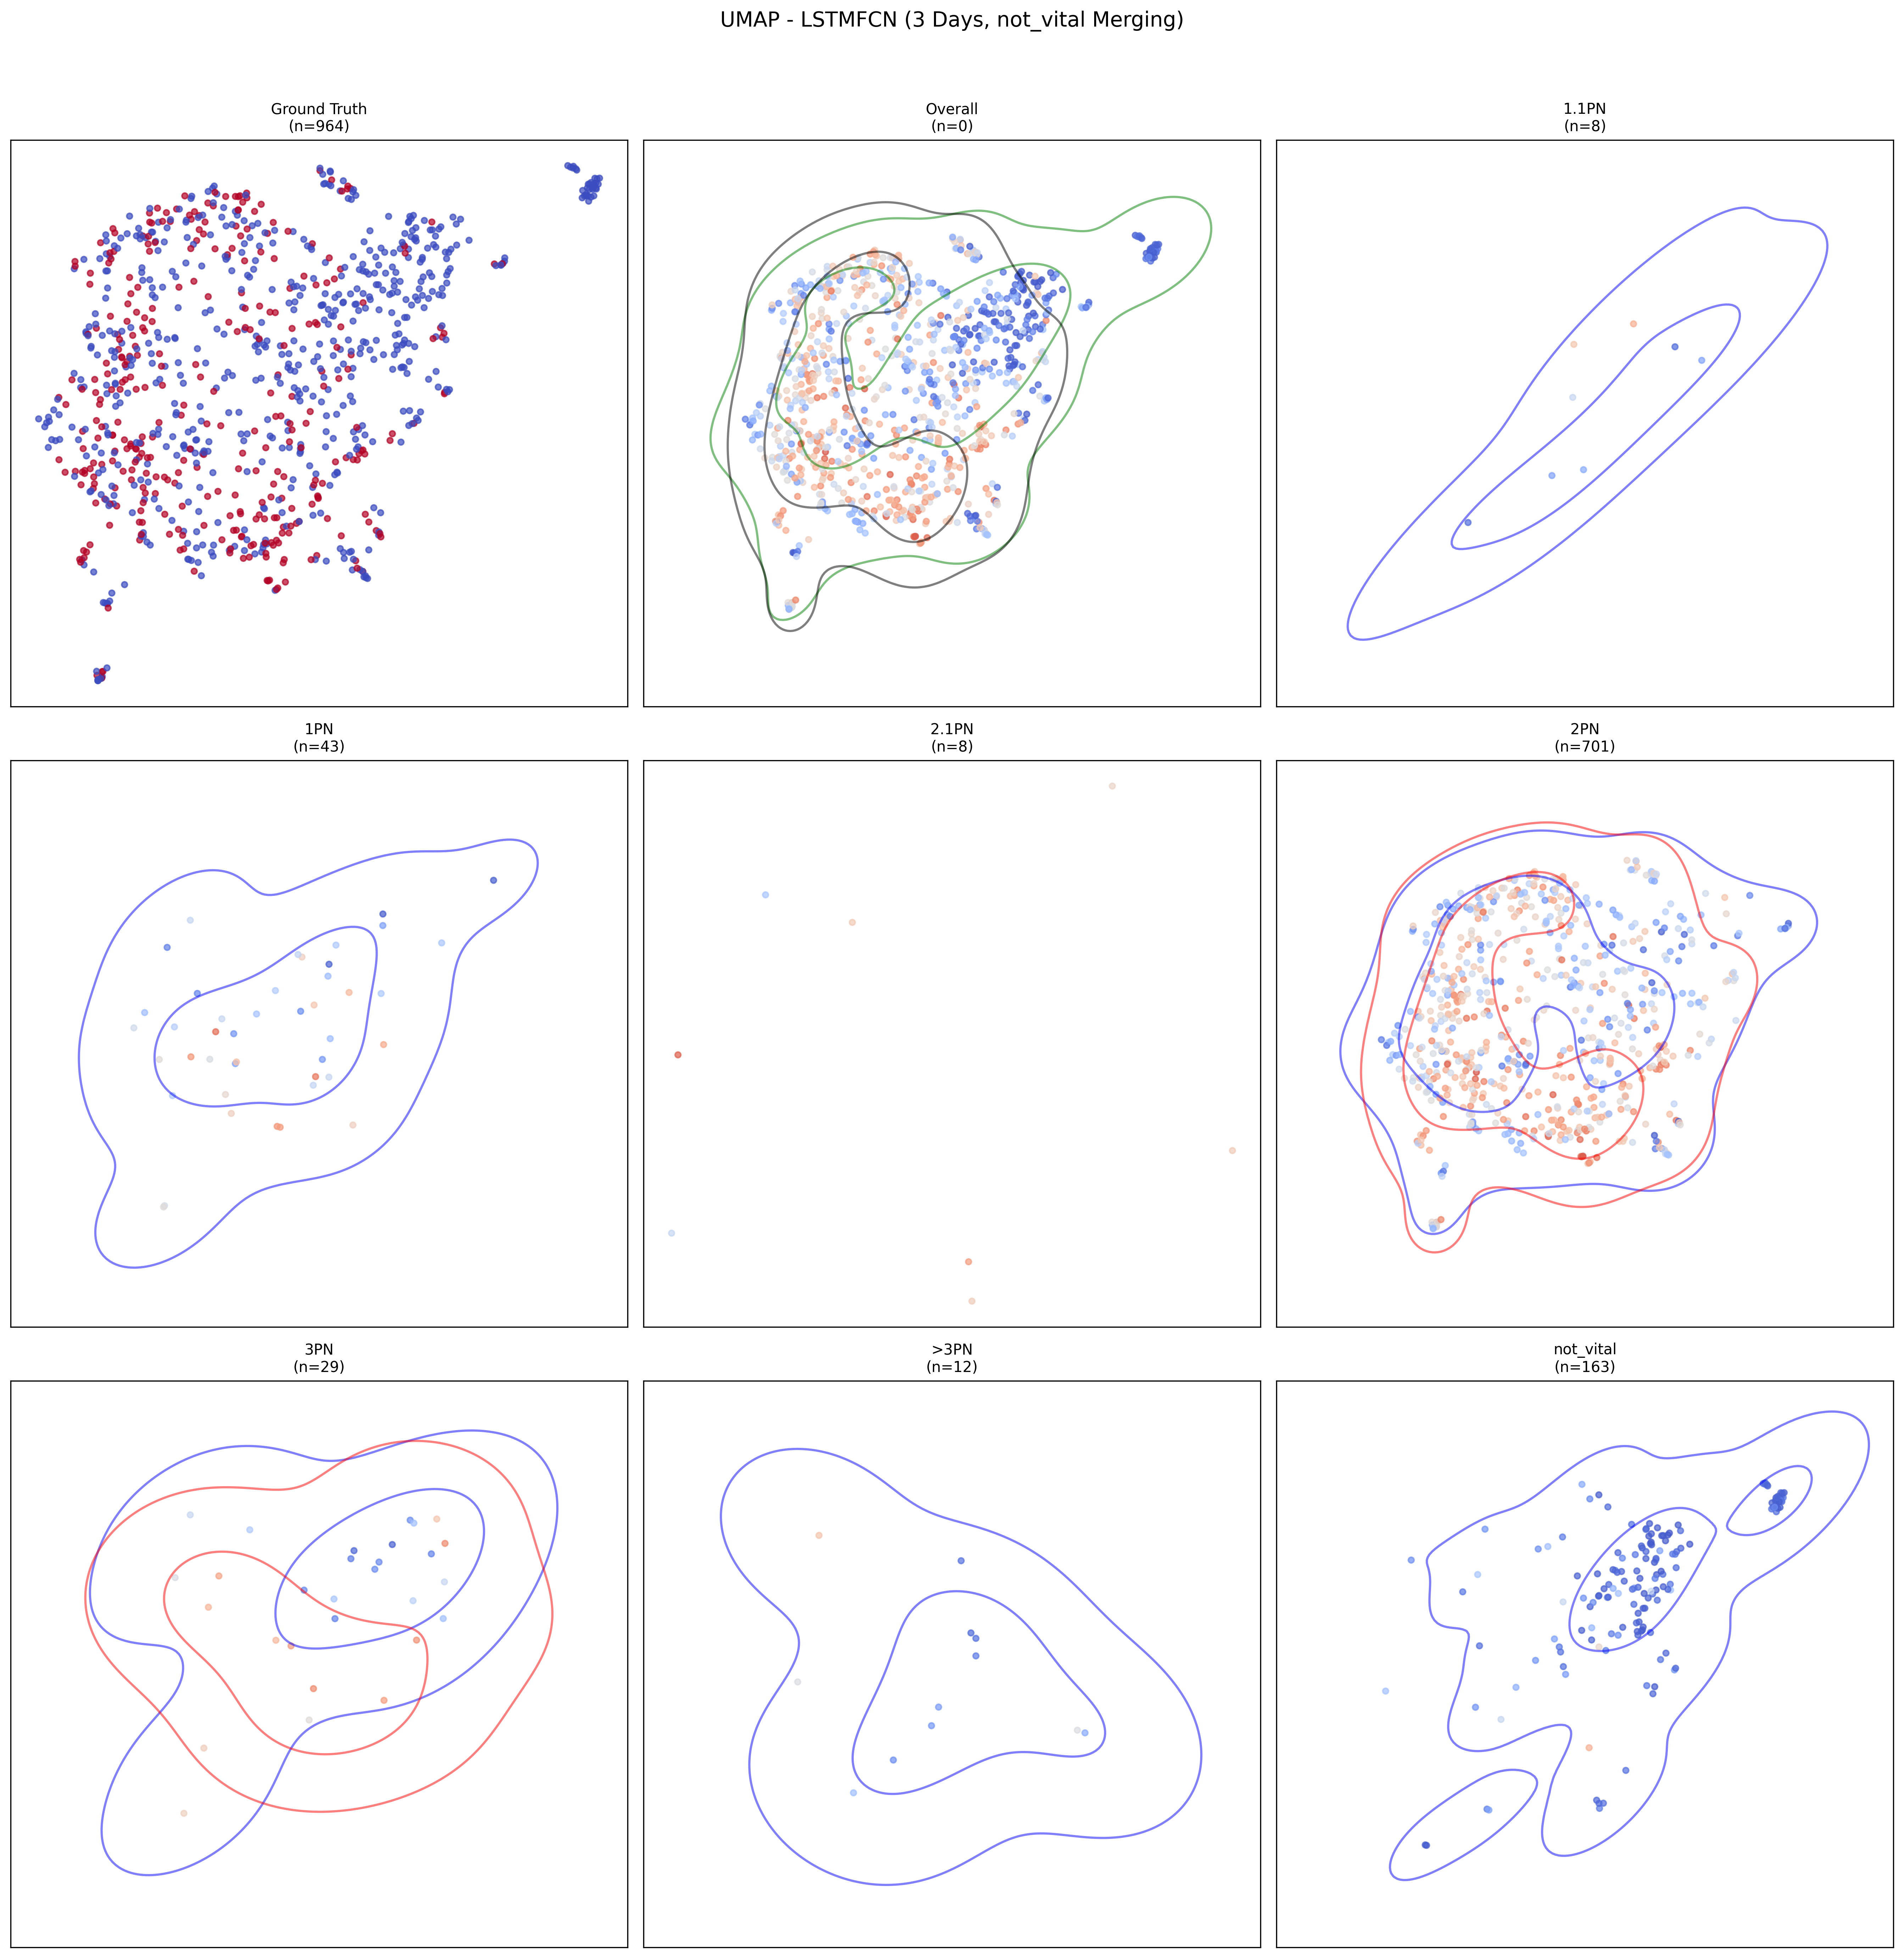 UMAP - LSTMFCN (3 Days, not_vital Merging)
Ground Truth
(n=964)
Overall
(n=0)
1.1PN
(n=8)
1PN
(n=43)
2.1PN
(n=8)
2PN
(n=701)
3PN
(n=29)
>3PN
(n=12)
not_vital
(n=163)